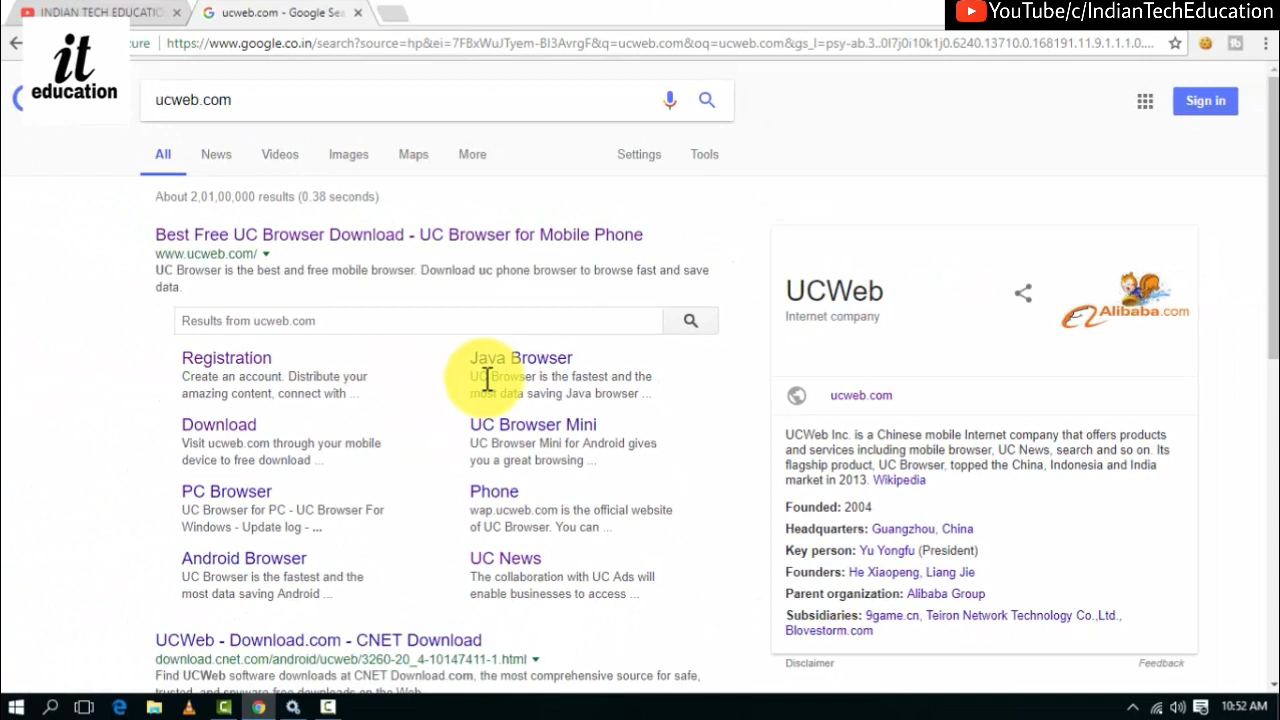 INDIAN TECH EDUCATIO
ucweb.com - Google Sea
YouTube/c/IndianTechEducation
https://www.google.co.in/search?source=hp&ei=7FBxWuJTyem-BI3AvrgF&q=ucweb.com&oq=ucweb.com&gs_l=psy-ab.3..0l7j0i10k1j0.6240.13710.0.168191.11.9.1.1.1.0....
it
education
ucweb.com
Sign in
All News Videos Images Maps More Settings Tools
About 2,01,00,000 results (0.38 seconds)
Best Free UC Browser Download - UC Browser for Mobile Phone
www.ucweb.com/
UC Browser is the best and free mobile browser. Download uc phone browser to browse fast and save
data.
Results from ucweb.com
Registration
Create an account. Distribute your
amazing content, connect with ...
Java Browser
UC Browser is the fastest and the
most data saving Java browser ...
Download
Visit ucweb.com through your mobile
device to free download ...
UC Browser Mini
UC Browser Mini for Android gives
you a great browsing ...
PC Browser
UC Browser for PC - UC Browser For
Windows - Update log - ...
Phone
wap.ucweb.com is the official website
of UC Browser. You can ...
Android Browser
UC Browser is the fastest and the
most data saving Android ...
UC News
The collaboration with UC Ads will
enable businesses to access ...
UCWeb - Download.com - CNET Download
download.cnet.com/android/ucweb/3260-20_4-10147411-1.html
Find UCWeb software downloads at CNET Download.com, the most comprehensive source for safe,
trusted, and spyware-free downloads on the Web.
UCWeb
Internet company
Alibaba.com
ucweb.com
UCWeb Inc. is a Chinese mobile Internet company that offers products
and services including mobile browser, UC News, search and so on. Its
flagship product, UC Browser, topped the China, Indonesia and India
market in 2013. Wikipedia
Founded: 2004
Headquarters: Guangzhou, China
Key person: Yu Yongfu (President)
Founders: He Xiaopeng, Liang Jie
Parent organization: Alibaba Group
Subsidiaries: 9game.cn, Teiron Network Technology Co.,Ltd.,
Blovestorm.com
Disclaimer
Feedback
10:52 AM